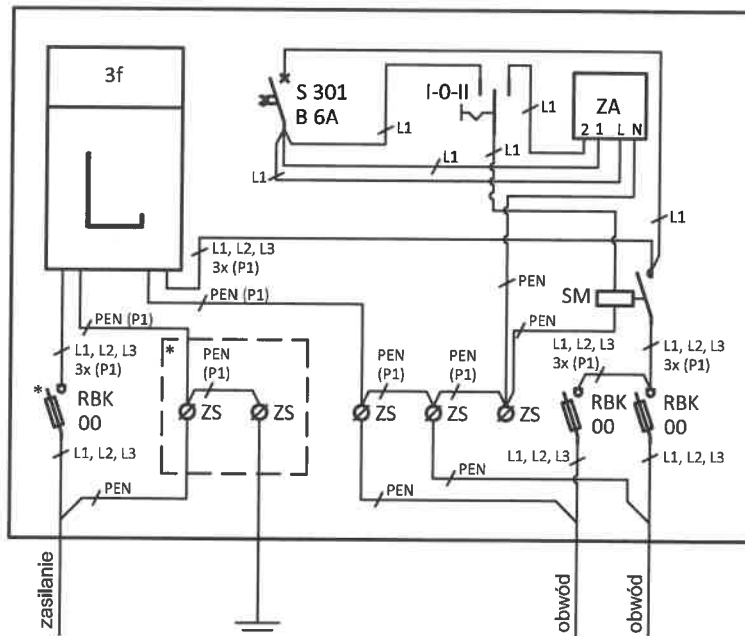 3f
S 301
B 6A
I-0-II
ZA
2 1 L N
L1
L1
L1
L1
L1
L1
L1
L1, L2, L3
3x (P1)
PEN (P1)
PEN
SM
PEN (P1)
PEN
L1, L2, L3
3x (P1)
*
PEN
(P1)
PEN
(P1)
PEN
(P1)
L1, L2, L3
3x (P1)
L1, L2, L3
3x (P1)
*
RBK
00
ZS
ZS
ZS
ZS
ZS
RBK
00
RBK
00
L1, L2, L3
L1, L2, L3
L1, L2, L3
PEN
PEN
PEN
zasilanie
obwód
obwód